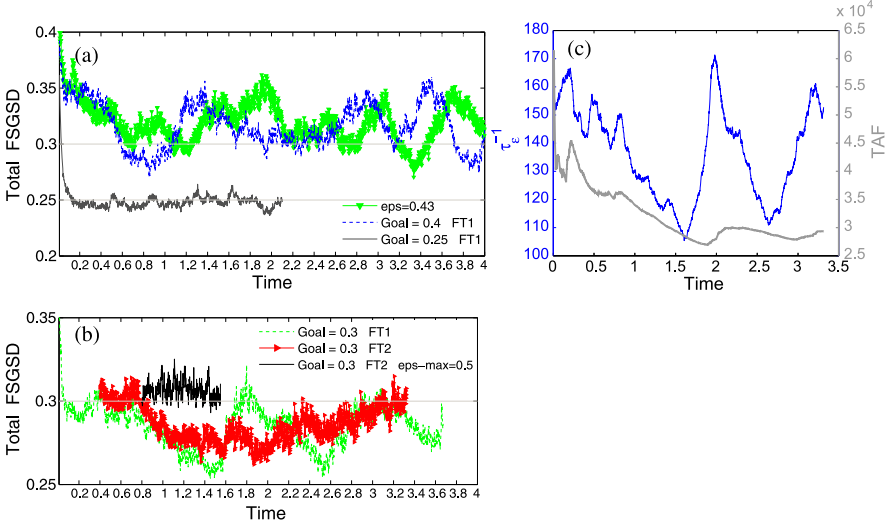 (a)
Total FSGSD
0.4
0.35
0.3
0.25
0.2
eps=0.43
Goal = 0.4 FT1
Goal = 0.25 FT1
0.2 0.4 0.6 0.8 1 1.2 1.4 1.6 1.8 2 2.2 2.4 2.6 2.8 3 3.2 3.4 3.6 3.8 4
Time
(c)
x 10^4
τ_ε^-1
180
170
160
150
140
130
120
110
100
6.5
6
5.5
5
4.5
4
3.5
3
2.5
TAF
0 0.5 1 1.5 2 2.5 3 3.5
Time
(b)
Total FSGSD
0.35
0.3
0.25
Goal = 0.3 FT1
Goal = 0.3 FT2
Goal = 0.3 FT2 eps-max=0.5
0.2 0.4 0.6 0.8 1 1.2 1.4 1.6 1.8 2 2.2 2.4 2.6 2.8 3 3.2 3.4 3.6 3.8 4
Time